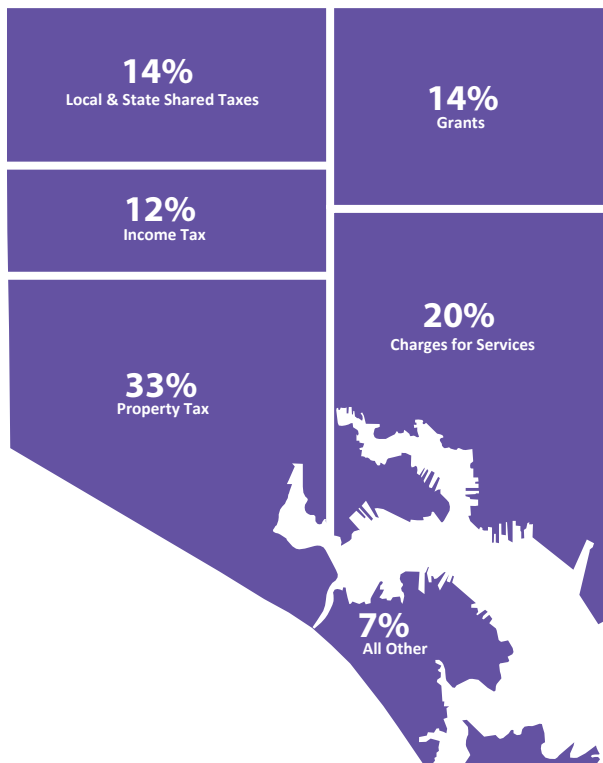 14%
Local & State Shared Taxes
14%
Grants
12%
Income Tax
20%
Charges for Services
33%
Property Tax
7%
All Other